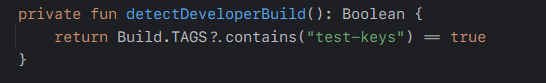 private fun detectDeveloperBuild(): Boolean {
    return Build.TAGS?.contains("test-keys") == true
}